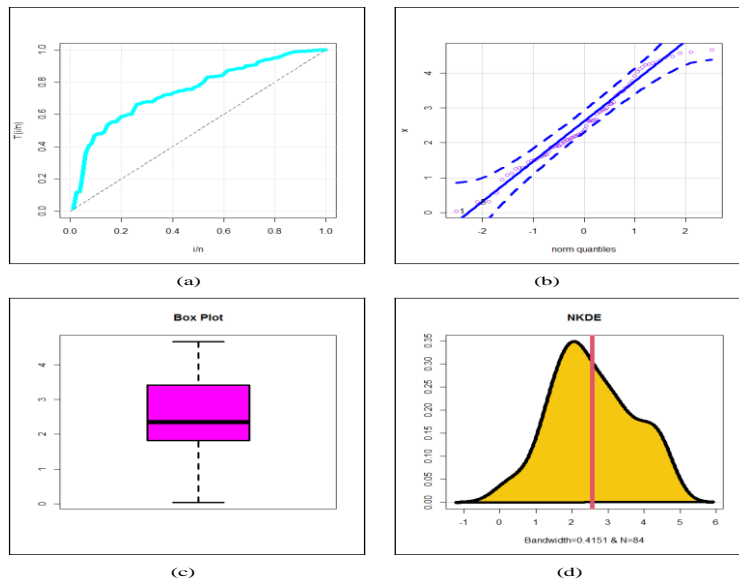 1.0
0.8
0.6
0.4
0.2
0.0
T(i/n)
0.0 0.2 0.4 0.6 0.8 1.0
i/n
(a)
4
3
2
1
0
x
-2 -1 0 1 2
norm quantiles
(b)
Box Plot
4
3
2
1
0
(c)
NKDE
0.35
0.30
0.25
0.20
0.15
0.10
0.05
0.00
-1 0 1 2 3 4 5 6
Bandwidth=0.4151 & N=84
(d)